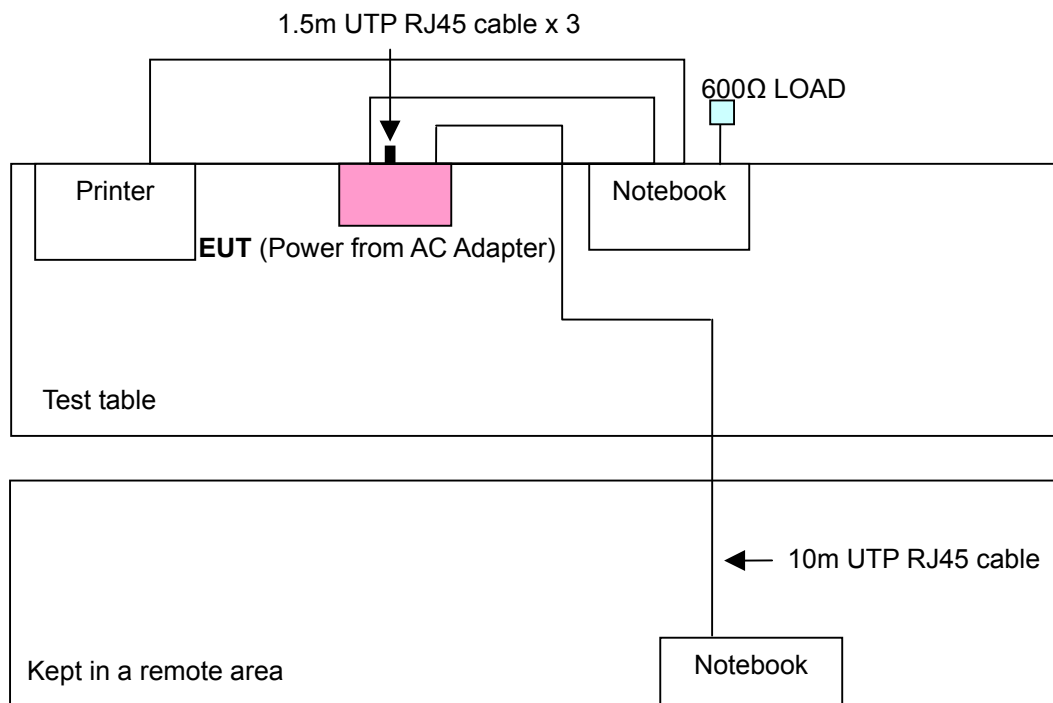 1.5m UTP RJ45 cable x 3
600Ω LOAD
Printer
Notebook
EUT (Power from AC Adapter)
Test table
10m UTP RJ45 cable
Kept in a remote area
Notebook